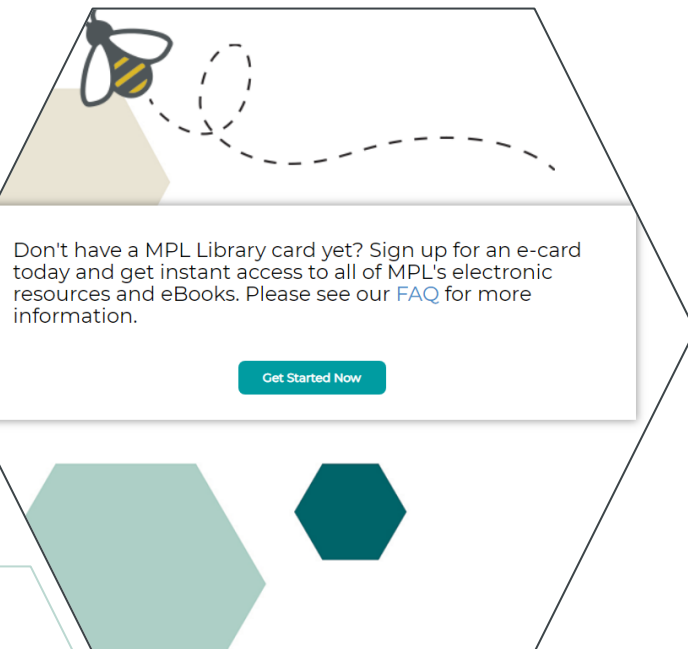 Don't have a MPL Library card yet? Sign up for an e-card
today and get instant access to all of MPL's electronic
resources and eBooks. Please see our FAQ for more
information.
Get Started Now